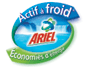 Actif à froid*
ARIEL
Économies d'énergie